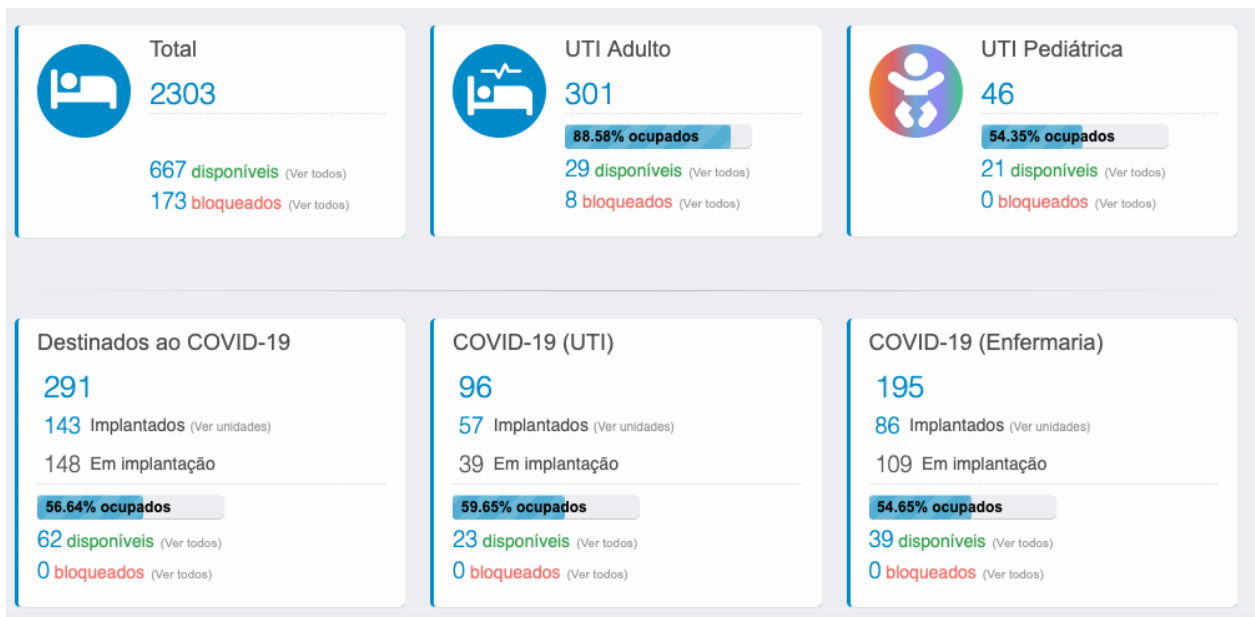 Total
2303
667 disponíveis (Ver todos)
173 bloqueados (Ver todos)
UTI Adulto
301
88.58% ocupados
29 disponíveis (Ver todos)
8 bloqueados (Ver todos)
UTI Pediátrica
46
54.35% ocupados
21 disponíveis (Ver todos)
0 bloqueados (Ver todos)
Destinados ao COVID-19
291
143 Implantados (Ver unidades)
148 Em implantação
56.64% ocupados
62 disponíveis (Ver todos)
0 bloqueados (Ver todos)
COVID-19 (UTI)
96
57 Implantados (Ver unidades)
39 Em implantação
59.65% ocupados
23 disponíveis (Ver todos)
0 bloqueados (Ver todos)
COVID-19 (Enfermaria)
195
86 Implantados (Ver unidades)
109 Em implantação
54.65% ocupados
39 disponíveis (Ver todos)
0 bloqueados (Ver todos)